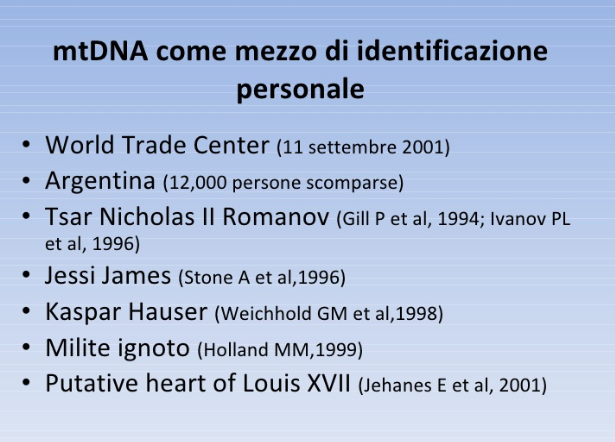 mtDNA come mezzo di identificazione
personale
• World Trade Center (11 settembre 2001)
• Argentina (12,000 persone scomparse)
• Tsar Nicholas II Romanov (Gill P et al, 1994; Ivanov PL
et al, 1996)
• Jessi James (Stone A et al,1996)
• Kaspar Hauser (Weichhold GM et al,1998)
• Milite ignoto (Holland MM,1999)
• Putative heart of Louis XVII (Jehanes E et al, 2001)